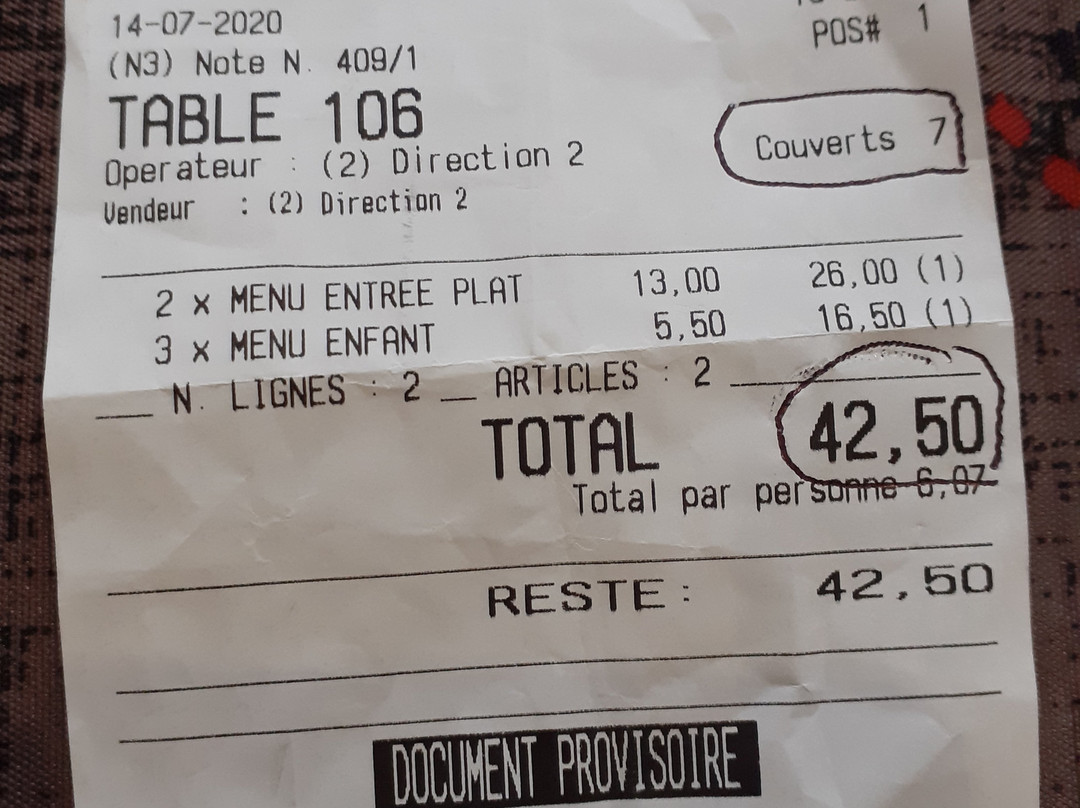 14-07-2020
POS# 1
(N3) Note N. 409/1
TABLE 106
Couverts 7
Operateur : (2) Direction 2
Vendeur : (2) Direction 2
2 x MENU ENTREE PLAT 13,00 26,00 (1)
3 x MENU ENFANT 5,50 16,50 (1)
N. LIGNES : 2 ARTICLES : 2
TOTAL 42,50
Total par personne 6,07
RESTE: 42,50
DOCUMENT PROVISOIRE